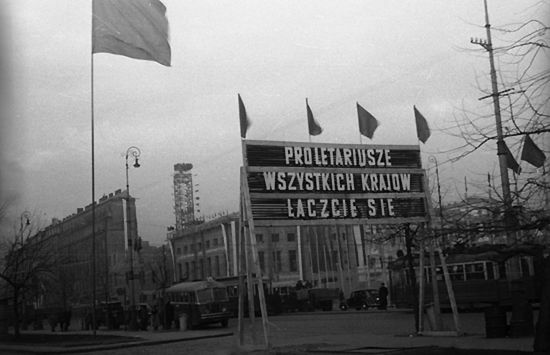 PROLETARIUSZE
WSZYSTKICH KRAJÓW
ŁĄCZCIE SIĘ